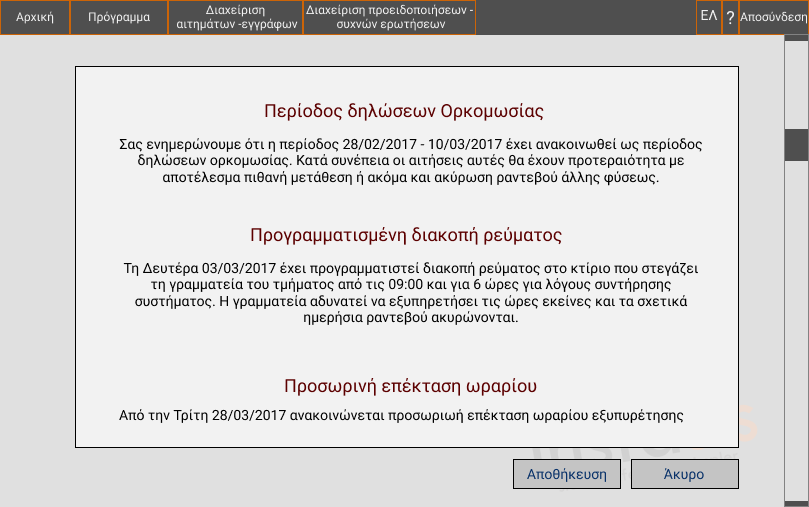 Αρχική
Πρόγραμμα
Διαχείριση
αιτημάτων -εγγράφων
Διαχείριση προειδοποιήσεων -
συχνών ερωτήσεων
ΕΛ
?
Αποσύνδεση
Περίοδος δηλώσεων Ορκομωσίας
Σας ενημερώνουμε ότι η περίοδος 28/02/2017 - 10/03/2017 έχει ανακοινωθεί ως περίοδος
δηλώσεων ορκομωσίας. Κατά συνέπεια οι αιτήσεις αυτές θα έχουν προτεραιότητα με
αποτέλεσμα πιθανή μετάθεση ή ακόμα και ακύρωση ραντεβού άλλης φύσεως.
Προγραμματισμένη διακοπή ρεύματος
Τη Δευτέρα 03/03/2017 έχει προγραμματιστεί διακοπή ρεύματος στο κτίριο που στεγάζει
τη γραμματεία του τμήματος από τις 09:00 και για 6 ώρες για λόγους συντήρησης
συστήματος. Η γραμματεία αδυνατεί να εξυπηρετήσει τις ώρες εκείνες και τα σχετικά
ημερήσια ραντεβού ακυρώνονται.
Προσωρινή επέκταση ωραρίου
Από την Τρίτη 28/03/2017 ανακοινώνεται προσωριωή επέκταση ωραρίου εξυπυρέτησης
Αποθήκευση
Άκυρο